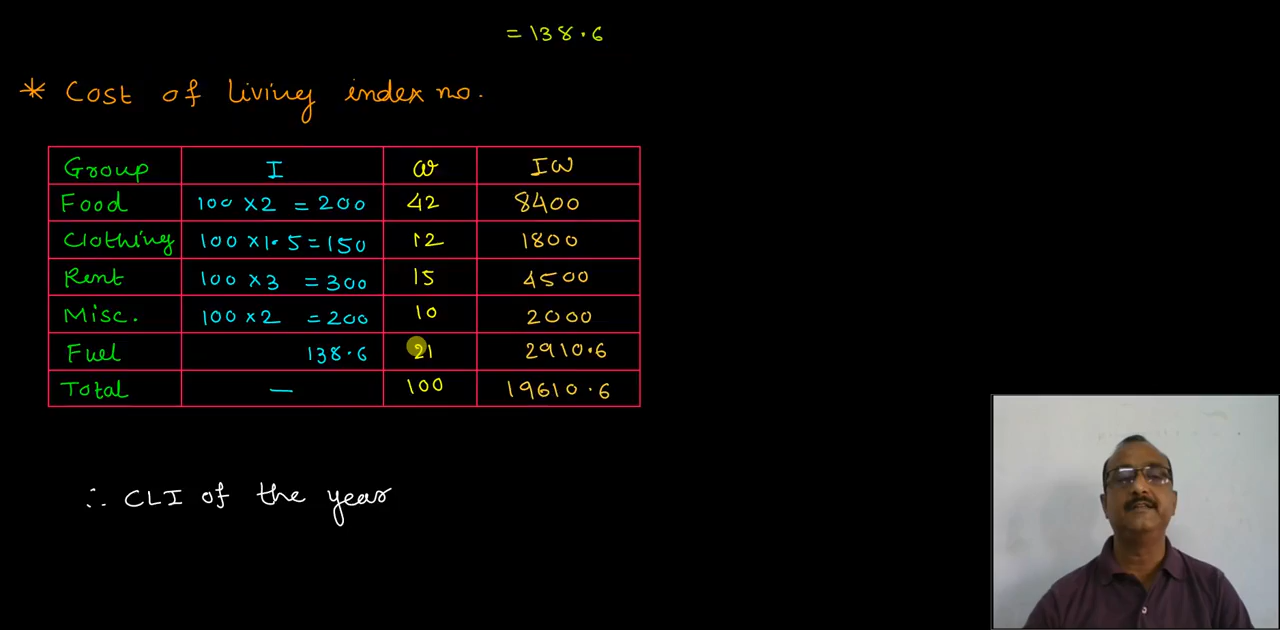 = 138.6
* Cost of living index no.
Group I w IW
Food 100 × 2 = 200 42 8400
Clothing 100 × 1.5 = 150 12 1800
Rent 100 × 3 = 300 15 4500
Misc. 100 × 2 = 200 10 2000
Fuel 138.6 21 2910.6
Total — 100 19610.6
∴ CLI of the year